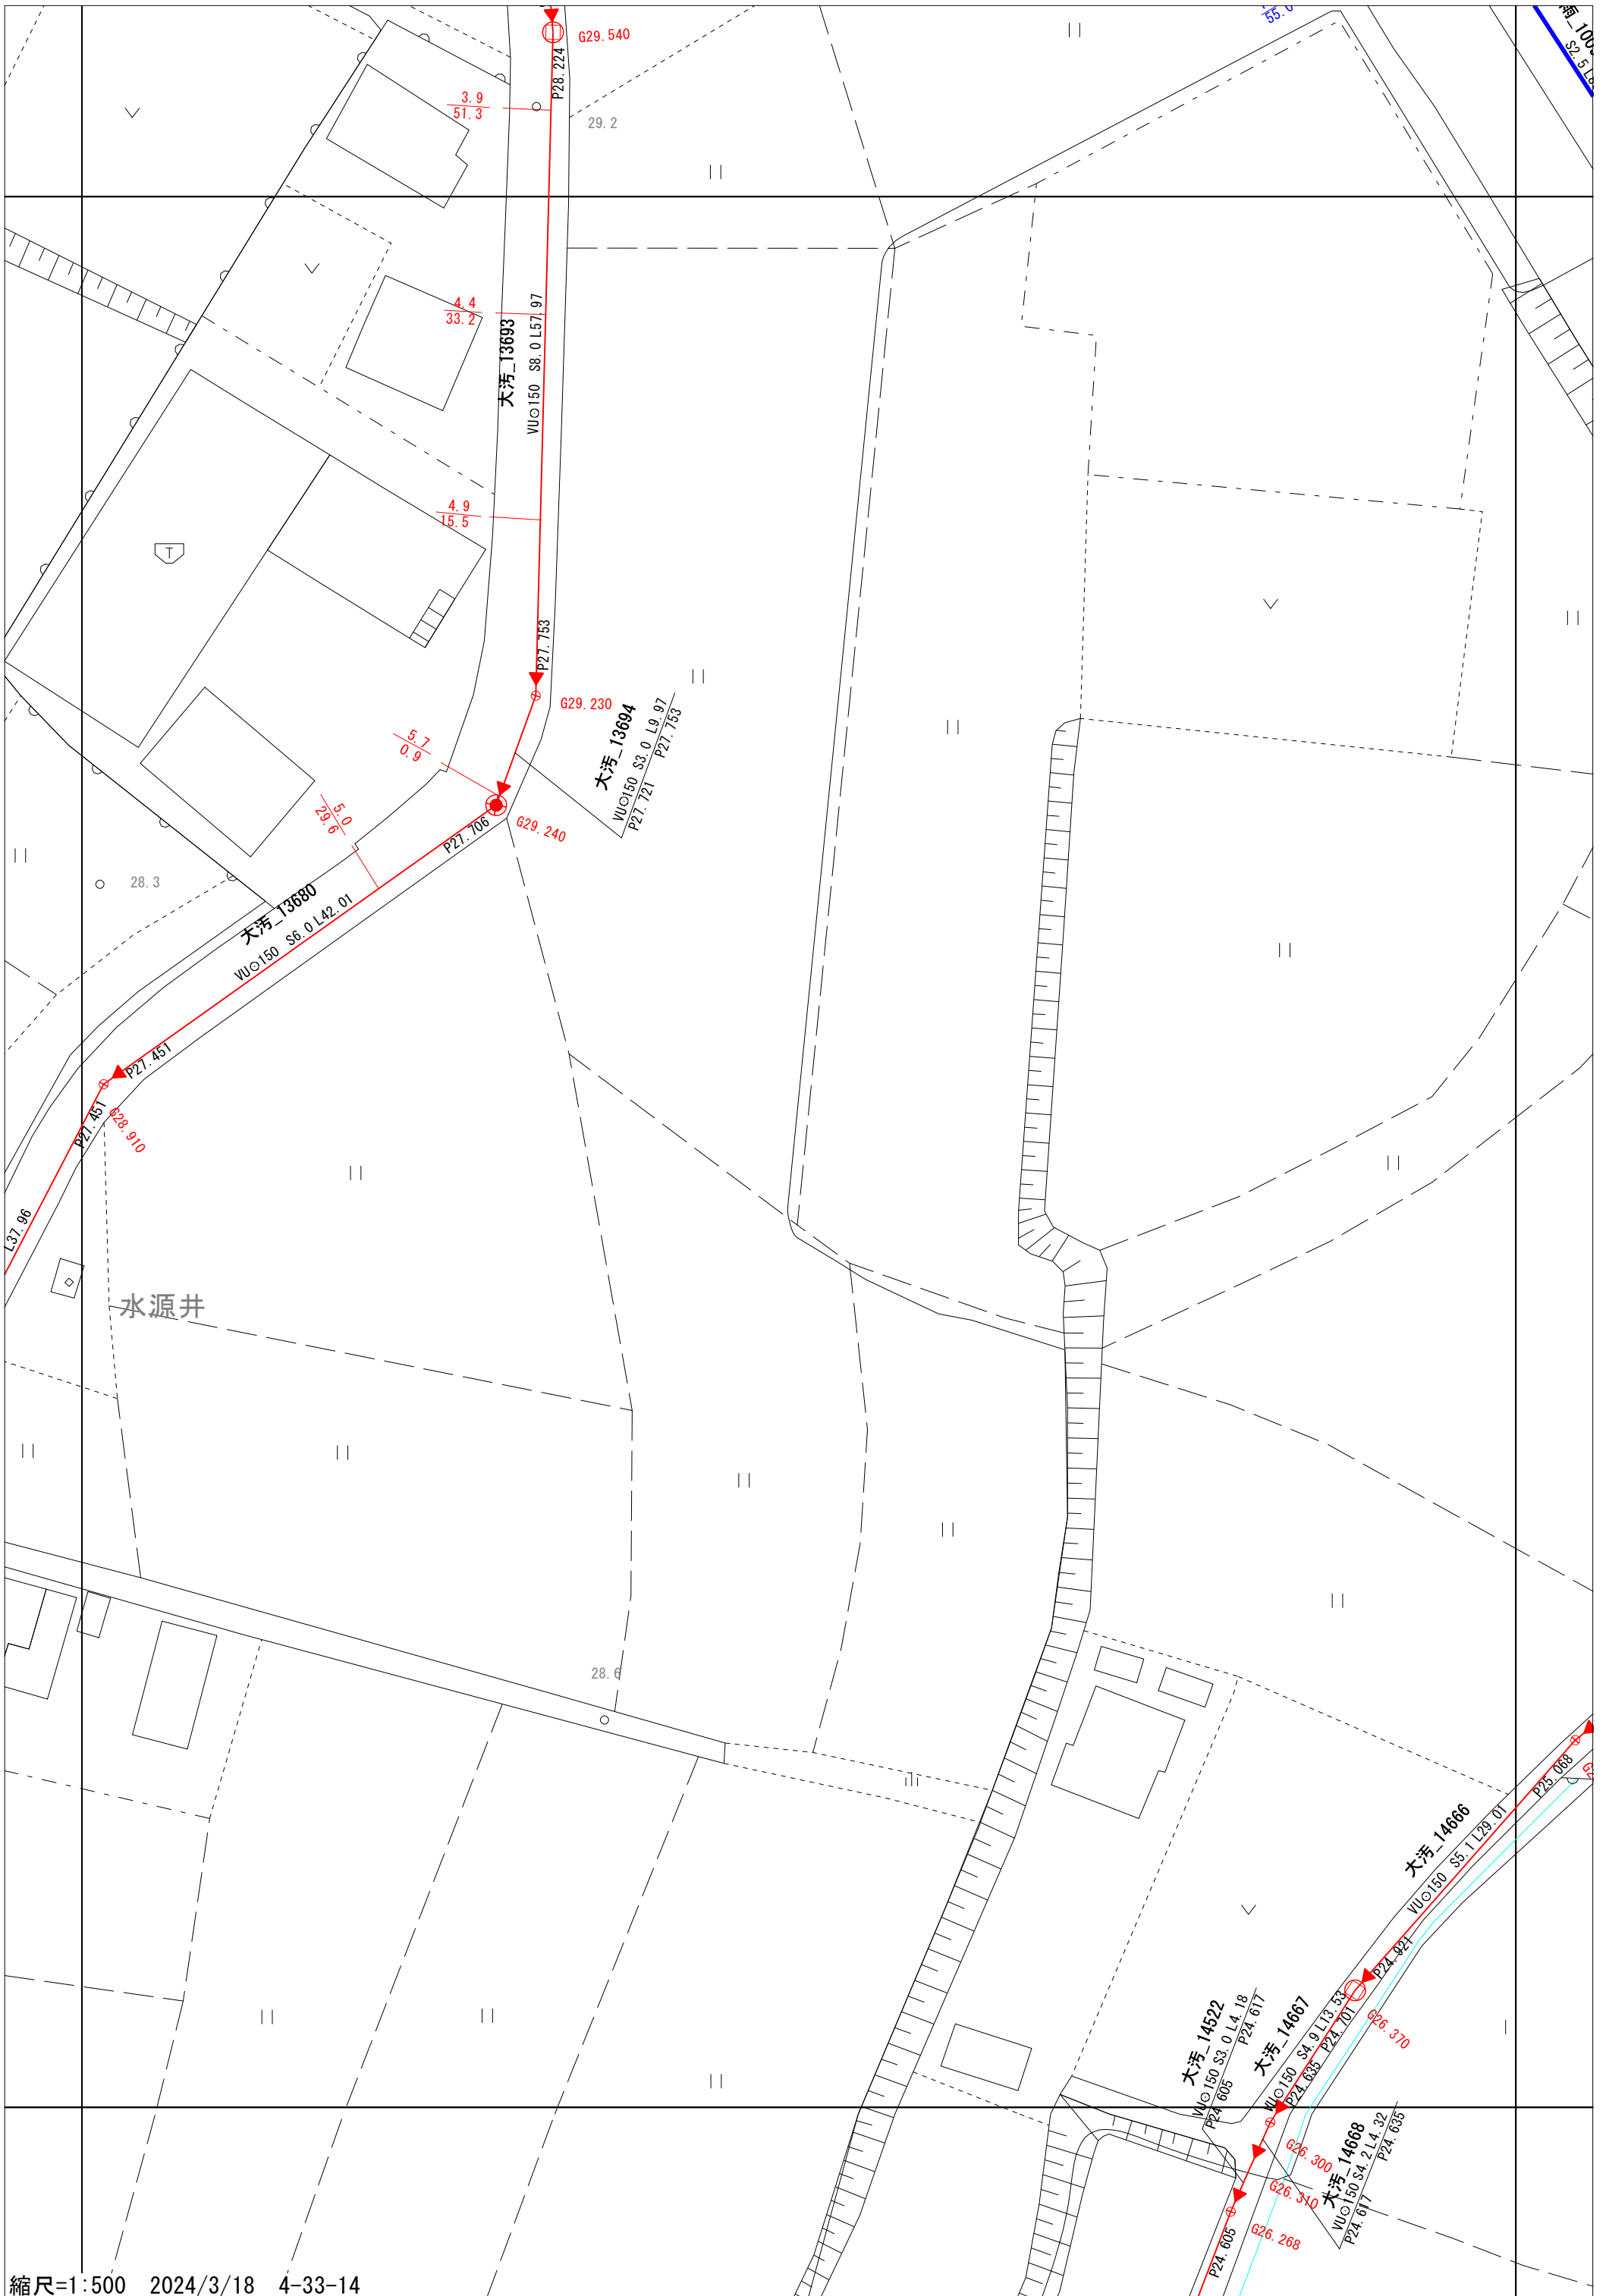 G29.540
P28.224
3.9
51.3
29.2
55.0
S2.5
4.4
33.2
大汚_13693
VU⊙150 S8.0 L57.97
4.9
15.5
T
P27.753
G29.230
大汚_13694
VU⊙150 S3.0 L9.97
P27.721 P27.753
5.7
0.9
5.0
29.6
G29.240
P27.706
28.3
大汚_13680
VU⊙150 S6.0 L42.01
P27.451
P27.451
G28.910
L37.96
水源井
28.6
P25.068
大汚_14666
VU⊙150 S5.1 L29.01
P24.921
G26.370
大汚_14522
VU⊙150 S3.0 L4.18
P24.605 P24.617
大汚_14667
VU⊙150 S4.9 L13.53
P24.635 P24.701
G26.300
G26.310
大汚_14668
VU⊙150 S4.2 L4.32
P24.617 P24.635
G26.268
P24.605
縮尺=1:500 2024/3/18 4-33-14